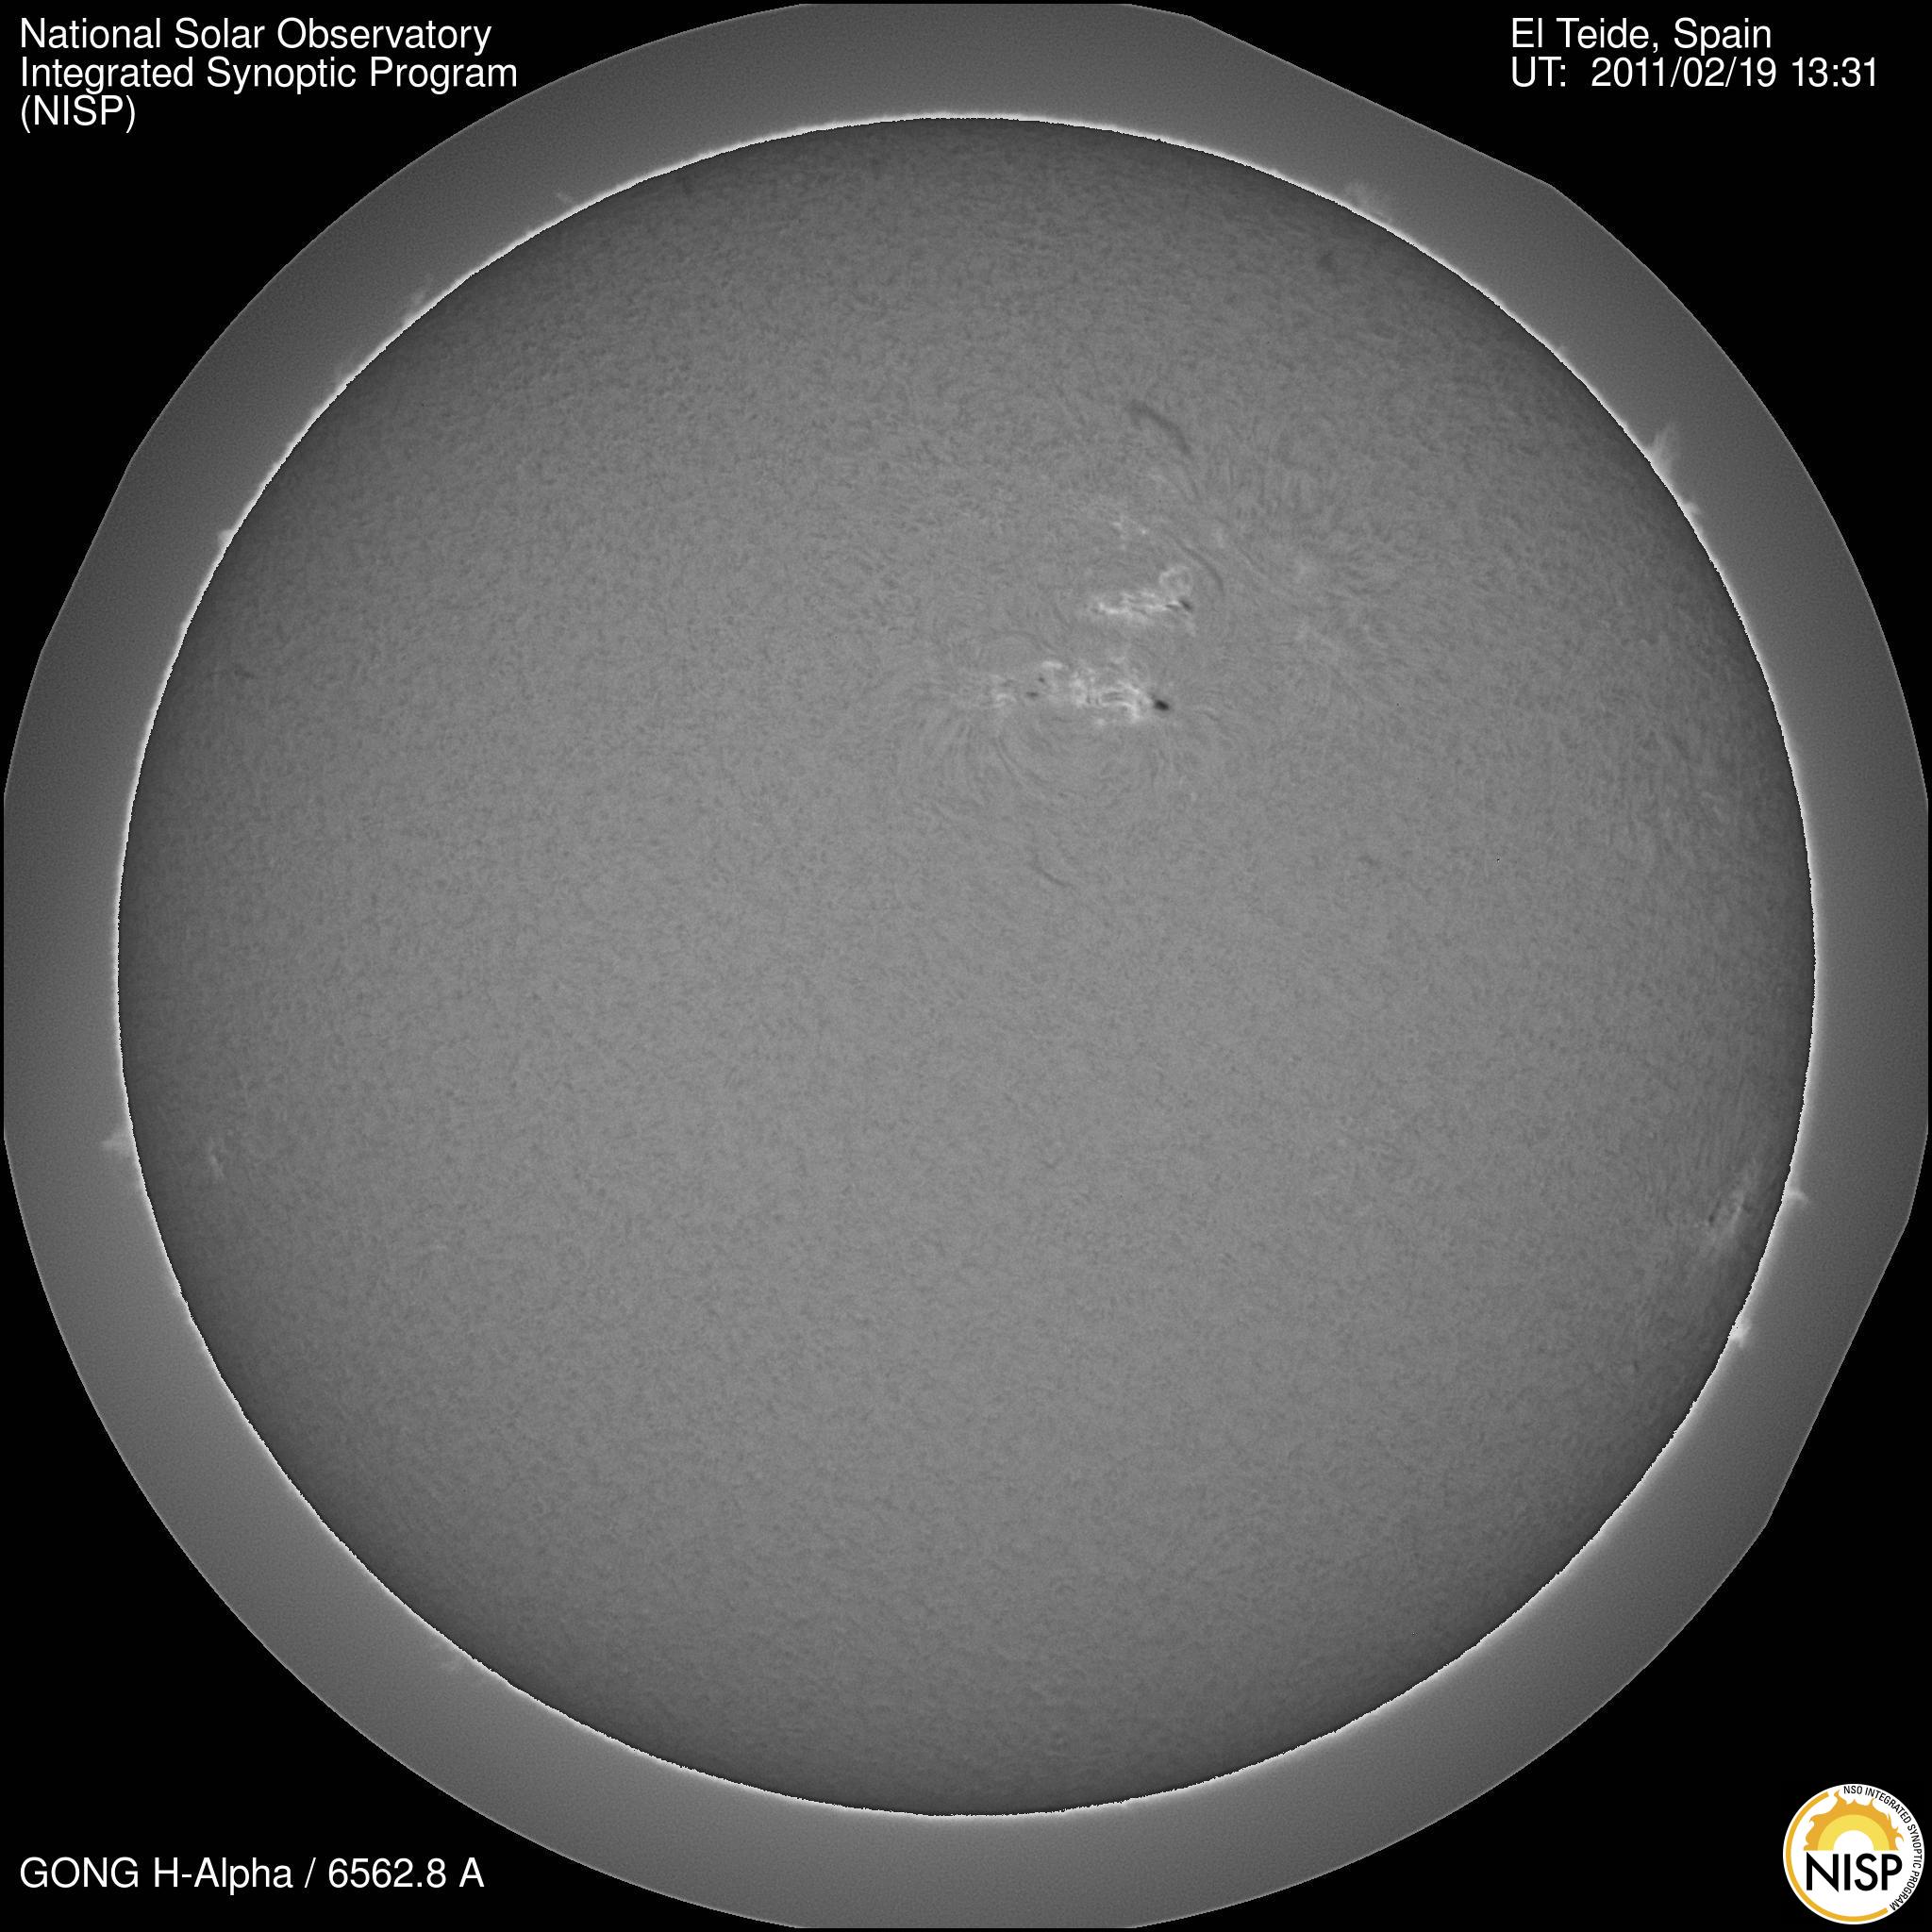 National Solar Observatory
Integrated Synoptic Program
(NISP)
El Teide, Spain
UT:  2011/02/19 13:31
GONG H-Alpha / 6562.8 A
NSO INTEGRATED SYNOPTIC PROGRAM
NISP